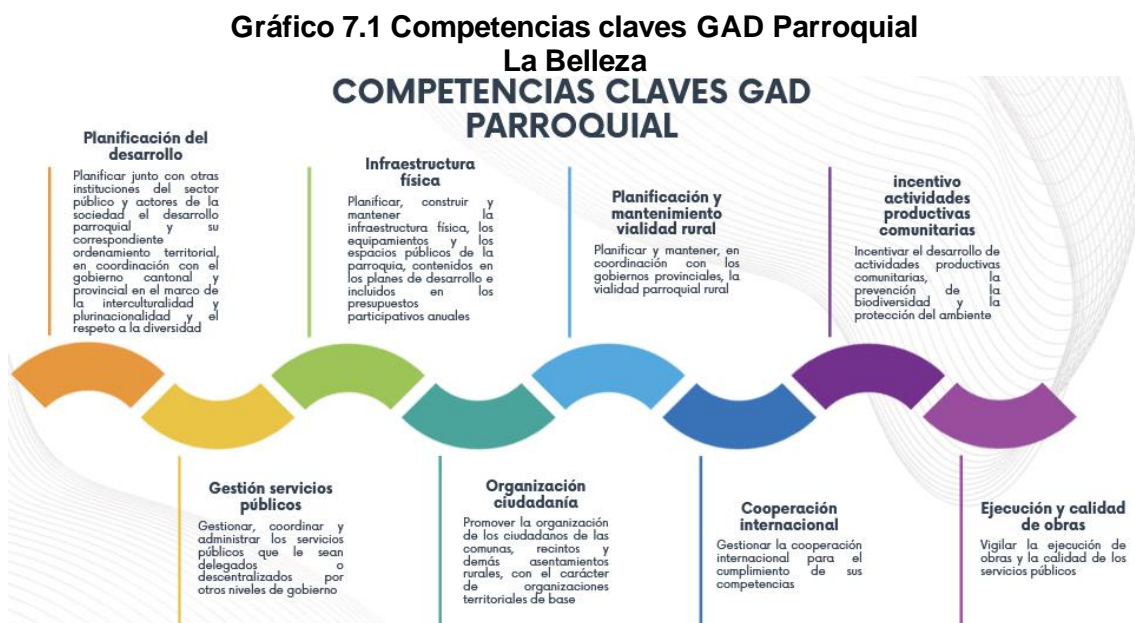 Gráfico 7.1 Competencias claves GAD Parroquial
La Belleza
COMPETENCIAS CLAVES GAD
PARROQUIAL
Planificación del
desarrollo
Planificar junto con otras
instituciones del sector
público y actores de la
sociedad el desarrollo
parroquial y su
correspondiente
ordenamiento territorial,
en coordinación con el
gobierno cantonal y
provincial en el marco de
la interculturalidad y
plurinacionalidad y el
respeto a la diversidad
Infraestructura
física
Planificar, construir y
mantener la
infraestructura física, los
equipamientos y los
espacios públicos de la
parroquia, contenidos en
los planes de desarrollo e
incluidos en los
presupuestos
participativos anuales
Planificación y
mantenimiento
vialidad rural
Planificar y mantener, en
coordinación con los
gobiernos provinciales, la
vialidad parroquial rural
incentivo
actividades
productivas
comunitarias
Incentivar el desarrollo de
actividades productivas
comunitarias, la
prevención de la
biodiversidad y la
protección del ambiente
Gestión servicios
públicos
Gestionar, coordinar y
administrar los servicios
públicos que le sean
delegados o
descentralizados por
otros niveles de gobierno
Organización
ciudadanía
Promover la organización
de los ciudadanos de las
comunas, recintos y
demás asentamientos
rurales, con el carácter
de organizaciones
territoriales de base
Cooperación
internacional
Gestionar la cooperación
internacional para el
cumplimiento de sus
competencias
Ejecución y calidad
de obras
Vigilar la ejecución de
obras y la calidad de los
servicios públicos